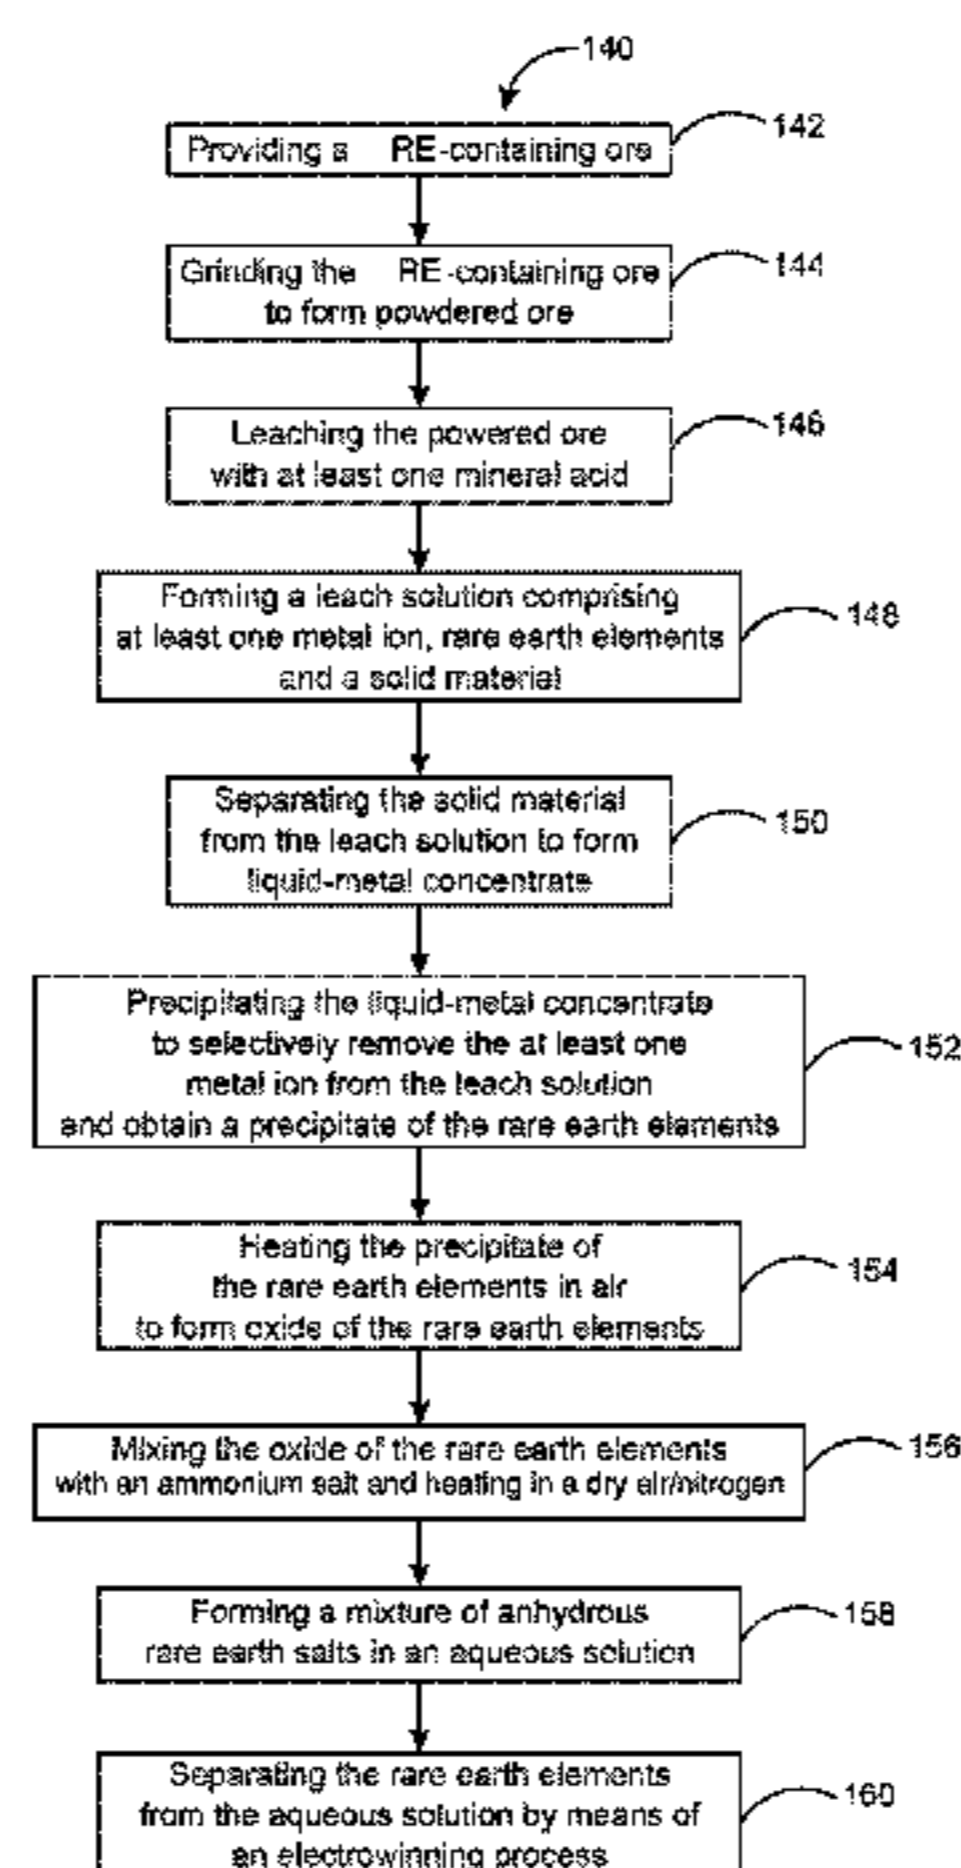 140
Providing a RE-containing ore
142
Grinding the RE-containing ore
to form powdered ore
144
Leaching the powered ore
with at least one mineral acid
146
Forming a leach solution comprising
at least one metal ion, rare earth elements
and a solid material
148
Separating the solid material
from the leach solution to form
liquid-metal concentrate
150
Precipitating the liquid-metal concentrate
to selectively remove the at least one
metal ion from the leach solution
and obtain a precipitate of the rare earth elements
152
Heating the precipitate of
the rare earth elements in air
to form oxide of the rare earth elements
154
Mixing the oxide of the rare earth elements
with an ammonium salt and heating in a dry air/nitrogen
156
Forming a mixture of anhydrous
rare earth salts in an aqueous solution
158
Separating the rare earth elements
from the aqueous solution by means of
an electrowinning process
160